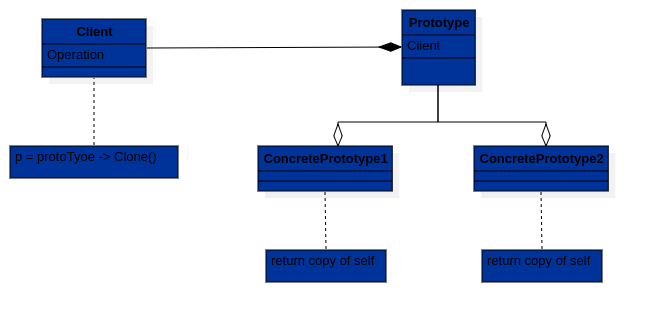 Client
Operation
Prototype
Client
p = protoTyoe -> Clone()
ConcretePrototype1
ConcretePrototype2
return copy of self
return copy of self